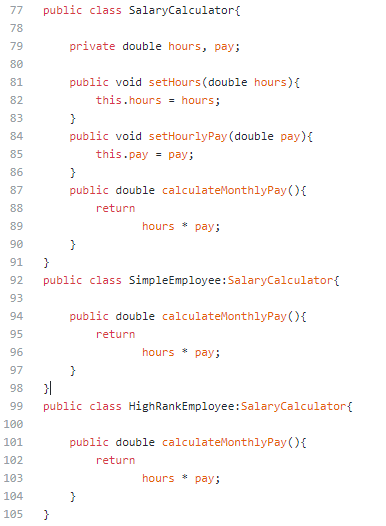 77 public class SalaryCalculator{
78
79     private double hours, pay;
80
81     public void setHours(double hours){
82         this.hours = hours;
83     }
84     public void setHourlyPay(double pay){
85         this.pay = pay;
86     }
87     public double calculateMonthlyPay(){
88         return
89                hours * pay;
90     }
91 }
92 public class SimpleEmployee:SalaryCalculator{
93
94     public double calculateMonthlyPay(){
95         return
96                hours * pay;
97     }
98 }
99 public class HighRankEmployee:SalaryCalculator{
100
101     public double calculateMonthlyPay(){
102         return
103                hours * pay;
104     }
105 }